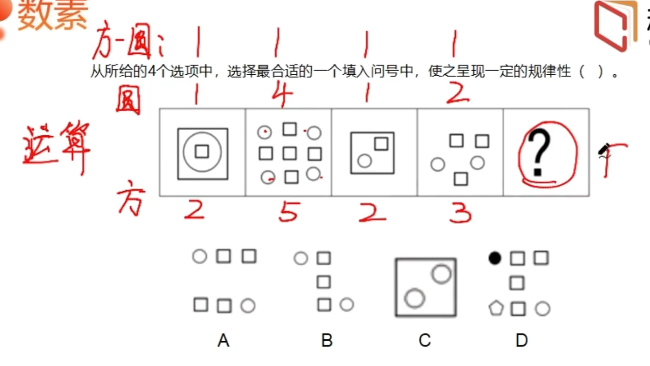 数素
方-圆: 1 1 1 1
从所给的4个选项中,选择最合适的一个填入问号中,使之呈现一定的规律性( )。
圆 1 4 1 2
运算
?
方 2 5 2 3
A B C D